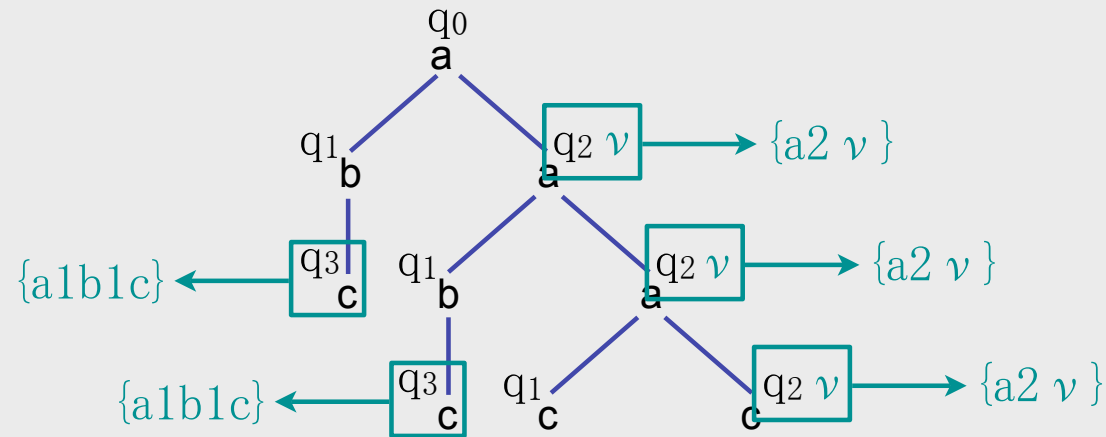 q0
a
q1
b
q2 ν
a
{a2 ν}
q3
c
{a1b1c}
q1
b
q2 ν
a
{a2 ν}
q3
c
{a1b1c}
q1
c
q2 ν
c
{a2 ν}